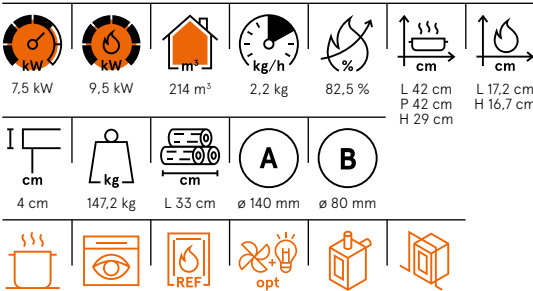 kW kW m³ kg/h % cm cm
7,5 kW 9,5 kW 214 m³ 2,2 kg 82,5 % L 42 cm L 17,2 cm
P 42 cm H 16,7 cm
H 29 cm
A B
cm kg cm
4 cm 147,2 kg L 33 cm ø 140 mm ø 80 mm
+
REF opt